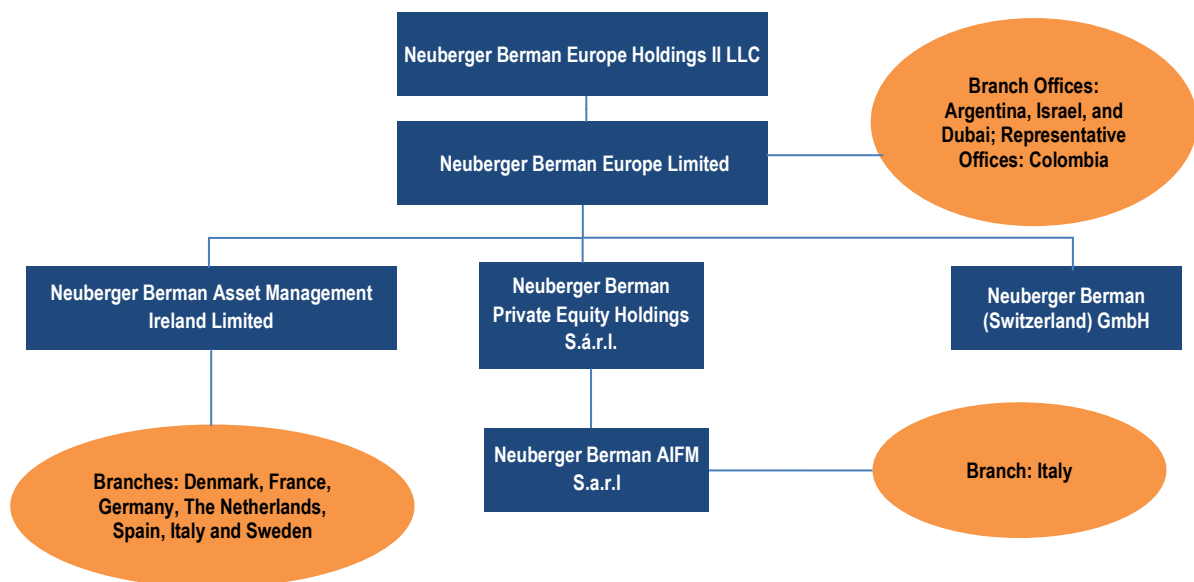 Neuberger Berman Europe Holdings II LLC
Branch Offices:
Argentina, Israel, and
Dubai; Representative
Offices: Colombia
Neuberger Berman Europe Limited
Neuberger Berman Asset Management
Ireland Limited
Neuberger Berman
Private Equity Holdings
S.á.r.l.
Neuberger Berman
(Switzerland) GmbH
Neuberger Berman AIFM
S.a.r.l
Branch: Italy
Branches: Denmark, France,
Germany, The Netherlands,
Spain, Italy and Sweden